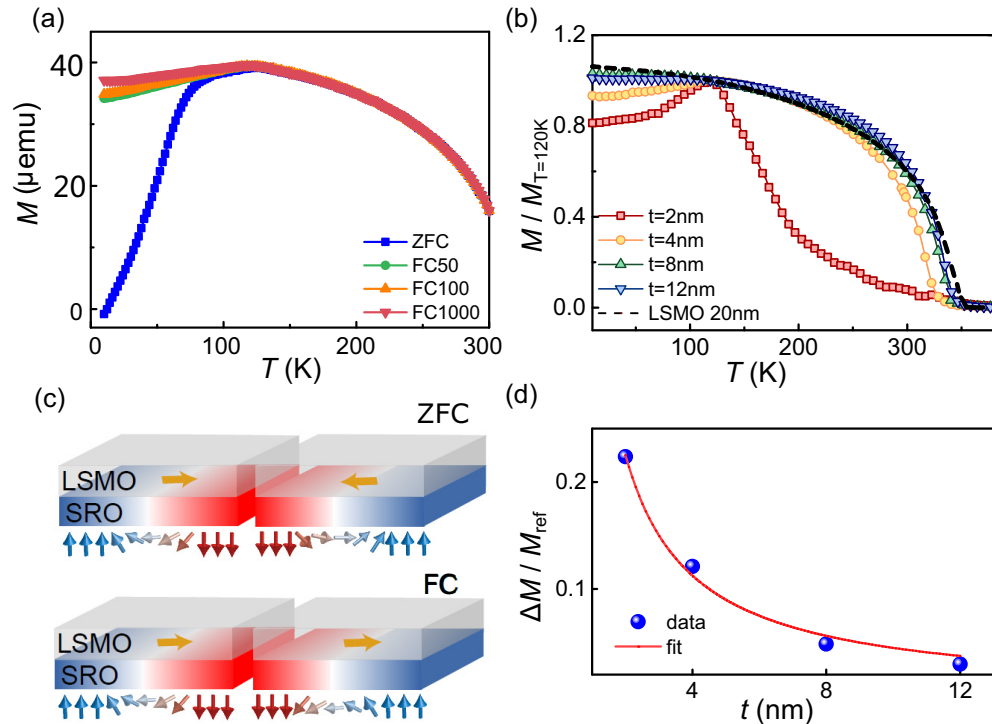 (a)
40
20
0
M (μemu)
0 100 200 300
T (K)
ZFC
FC50
FC100
FC1000
(b)
1.2
0.8
0.4
0.0
M / M_T=120K
0 100 200 300
T (K)
t=2nm
t=4nm
t=8nm
t=12nm
LSMO 20nm
(c)
ZFC
LSMO
SRO
FC
LSMO
SRO
(d)
0.2
0.1
ΔM / M_ref
4 8 12
t (nm)
data
fit